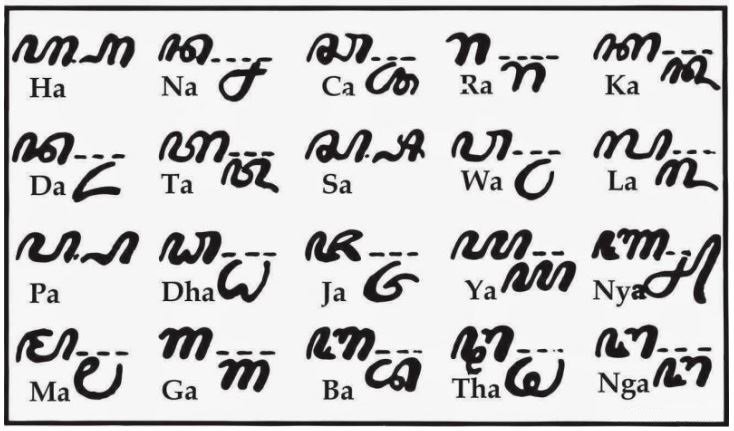 ꦲ ꧀ꦲ ꦤ ꧀ꦤ ꦕ ꧀ꦕ ꦫ ꧀ꦫ ꦏ ꧀ꦏ
Ha Na Ca Ra Ka
ꦢ ꧀ꦢ ꦠ ꧀ꦠ ꦱ ꧀ꦱ ꦮ ꧀ꦮ ꦭ ꧀ꦭ
Da Ta Sa Wa La
ꦥ ꧀ꦥ ꦝ ꧀ꦝ ꦗ ꧀ꦗ ꦪ ꧀ꦪ ꦚ ꧀ꦚ
Pa Dha Ja Ya Nya
ꦩ ꧀ꦩ ꦒ ꧀ꦒ ꦧ ꧀ꦧ ꦛ ꧀ꦛ ꦔ ꧀ꦔ
Ma Ga Ba Tha Nga